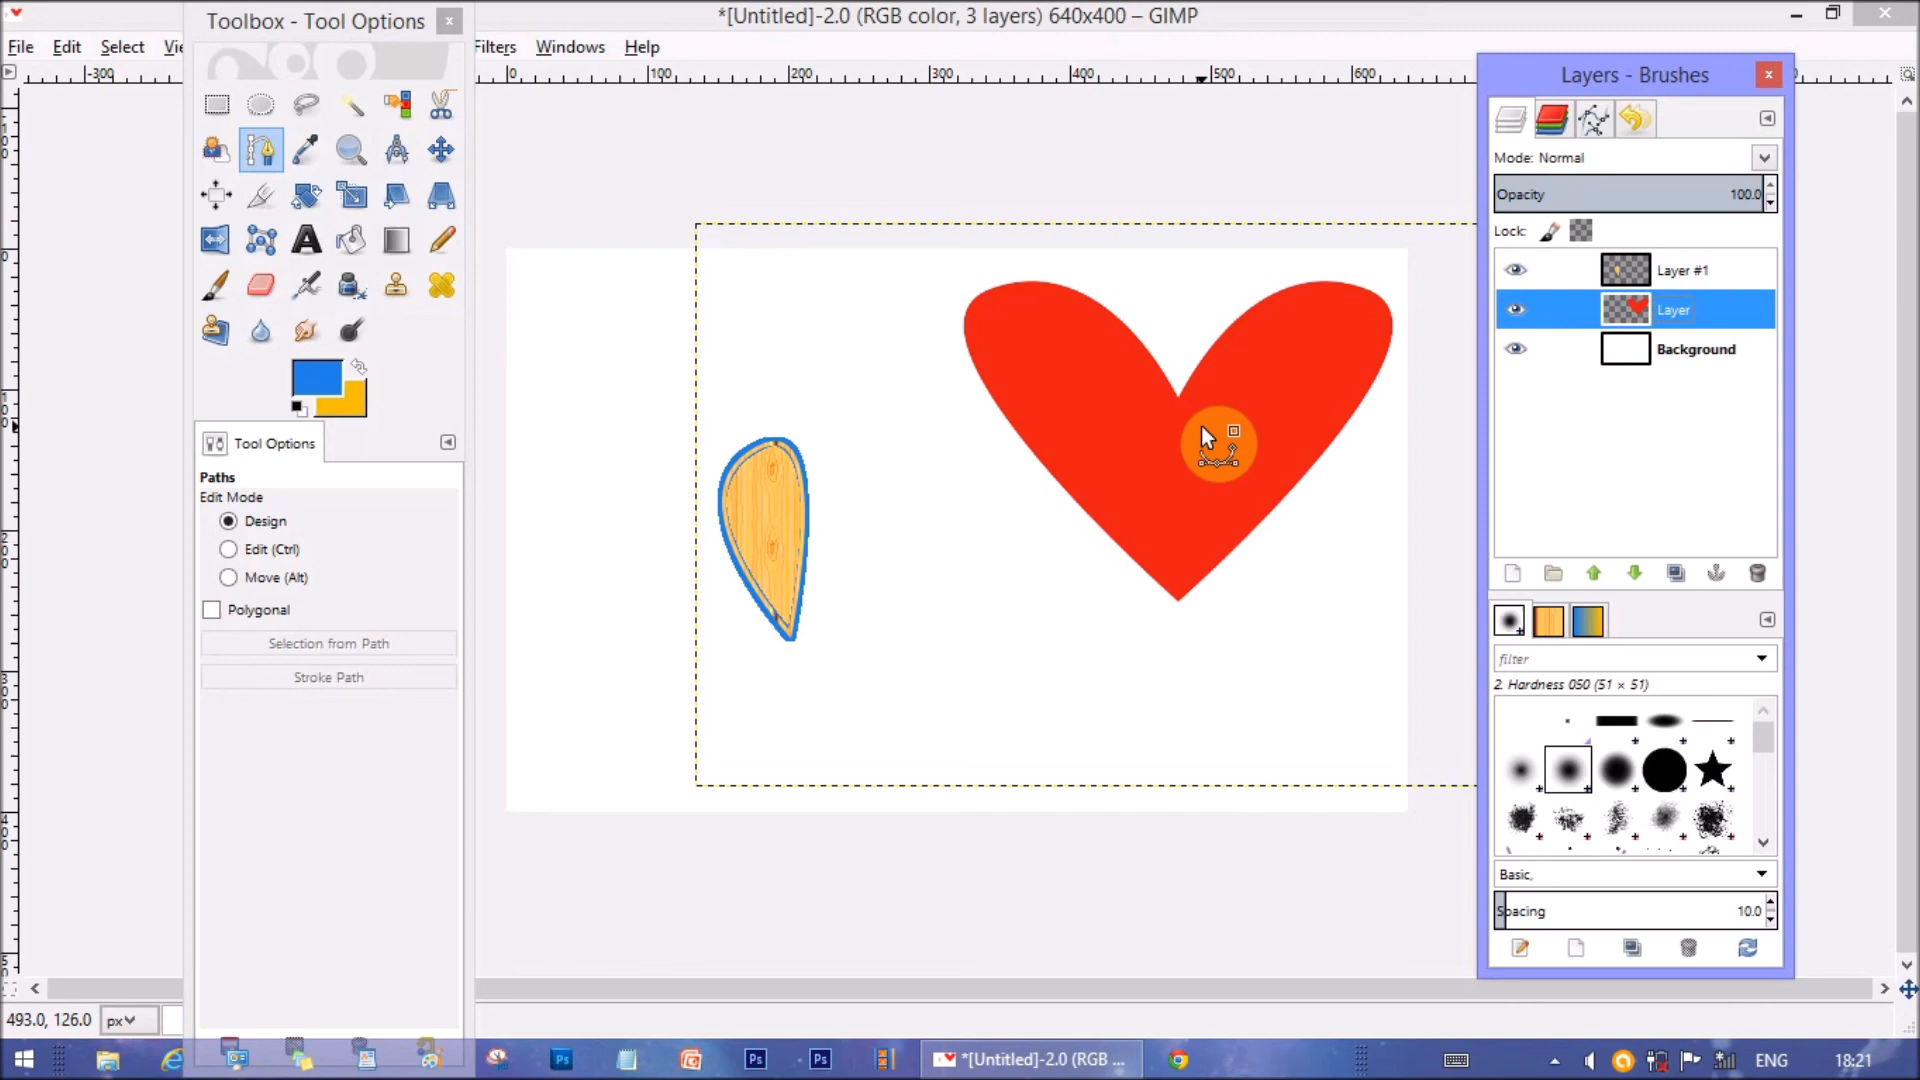 *[Untitled]-2.0 (RGB color, 3 layers) 640x400 – GIMP
Toolbox - Tool Options
File Edit Select Filters Windows Help
-300 0 100 200 300 400 500 600
Layers - Brushes
Mode: Normal
Opacity 100.0
Lock:
Layer #1
Layer
Background
Tool Options
Paths
Edit Mode
Design
Edit (Ctrl)
Move (Alt)
Polygonal
Selection from Path
Stroke Path
filter
2. Hardness 050 (51 × 51)
Basic,
Spacing 10.0
493.0, 126.0 px
*[Untitled]-2.0 (RGB ...
Ps
Ps
Ps
ENG 18:21